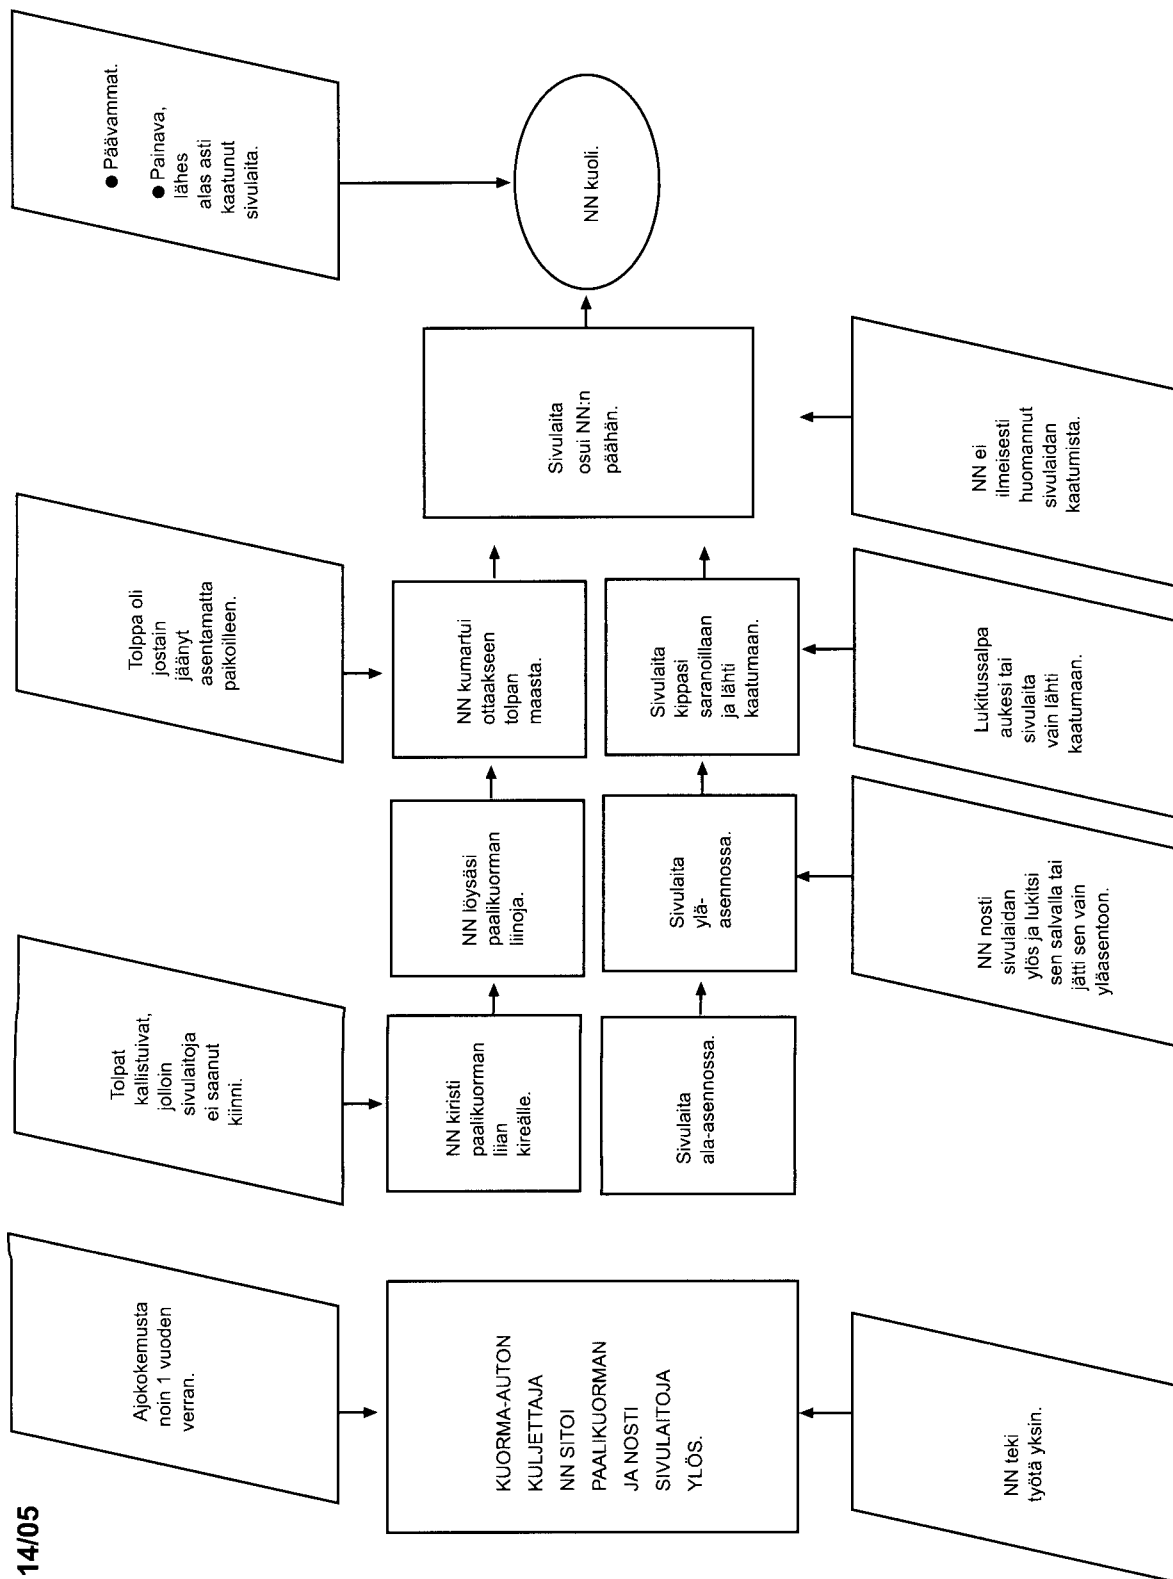 14/05
Ajokokemusta
noin 1 vuoden
verran.
Tolpat
kallistuivat,
jolloin
sivulaitoja
ei saanut
kiinni.
Tolppa oli
jostain
jäänyt
asentamatta
paikoilleen.
● Päävammat.
● Painava,
lähes
alas asti
kaatunut
sivulaita.
KUORMA-AUTON
KULJETTAJA
NN SITOI
PAALIKUORMAN
JA NOSTI
SIVULAITOJA
YLÖS.
NN kiristi
paalikuorman
liian
kireälle.
NN löysäsi
paalikuorman
liinoja.
NN kumartui
ottaakseen
tolpan
maasta.
Sivulaita
ala-asennossa.
Sivulaita
ylä-
asennossa.
Sivulaita
kippasi
saranoillaan
ja lähti
kaatumaan.
Sivulaita
osui NN:n
päähän.
NN kuoli.
NN teki
työtä yksin.
NN nosti
sivulaidan
ylös ja lukitsi
sen salvalla tai
jätti sen vain
yläasentoon.
Lukitussalpa
aukesi tai
sivulaita
vain lähti
kaatumaan.
NN ei
ilmeisesti
huomannut
sivulaidan
kaatumista.